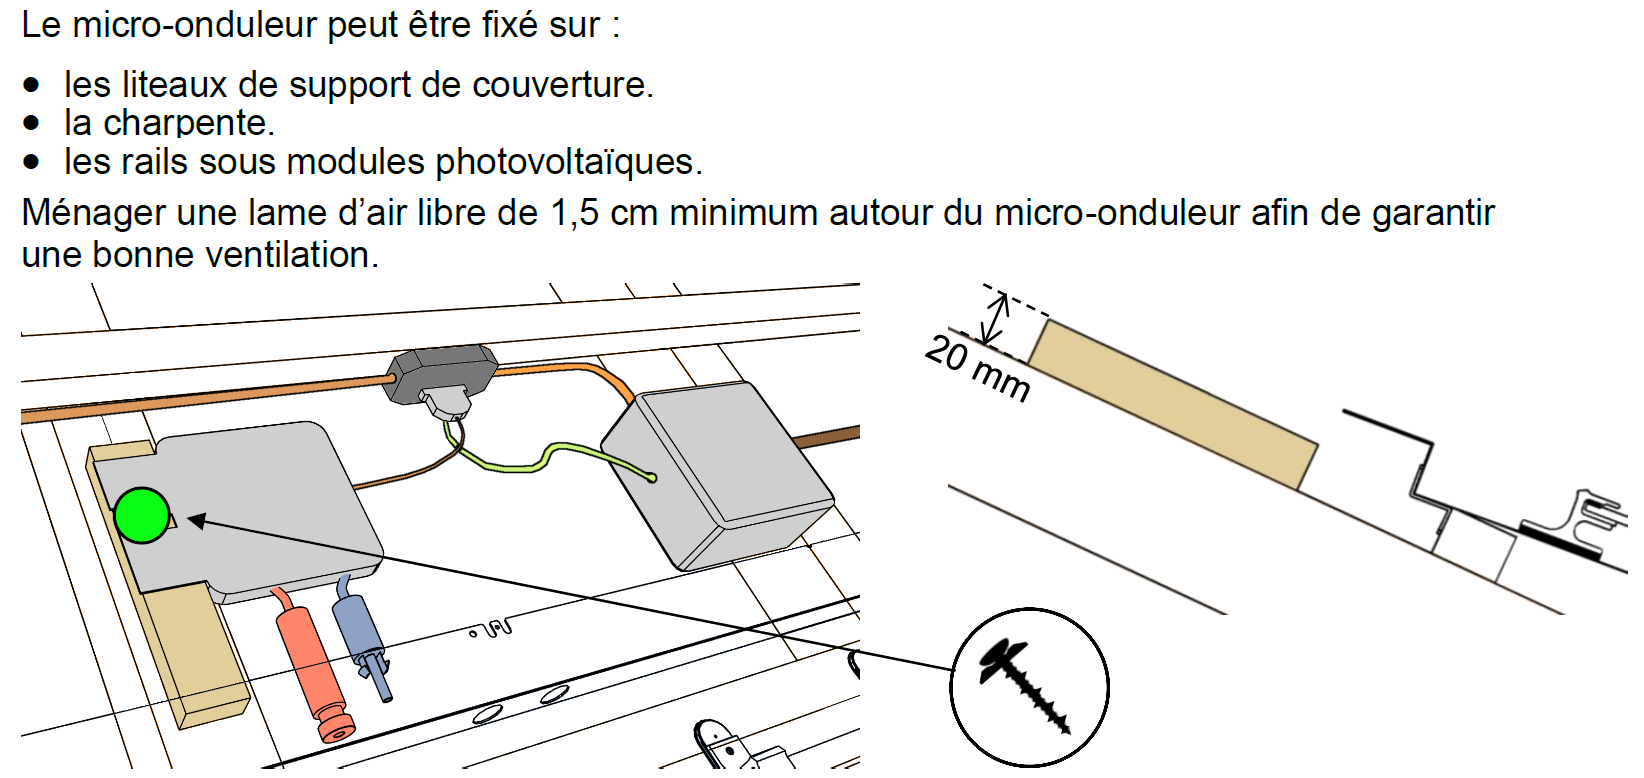 Le micro-onduleur peut être fixé sur :
• les liteaux de support de couverture.
• la charpente.
• les rails sous modules photovoltaïques.
Ménager une lame d’air libre de 1,5 cm minimum autour du micro-onduleur afin de garantir
une bonne ventilation.
20 mm